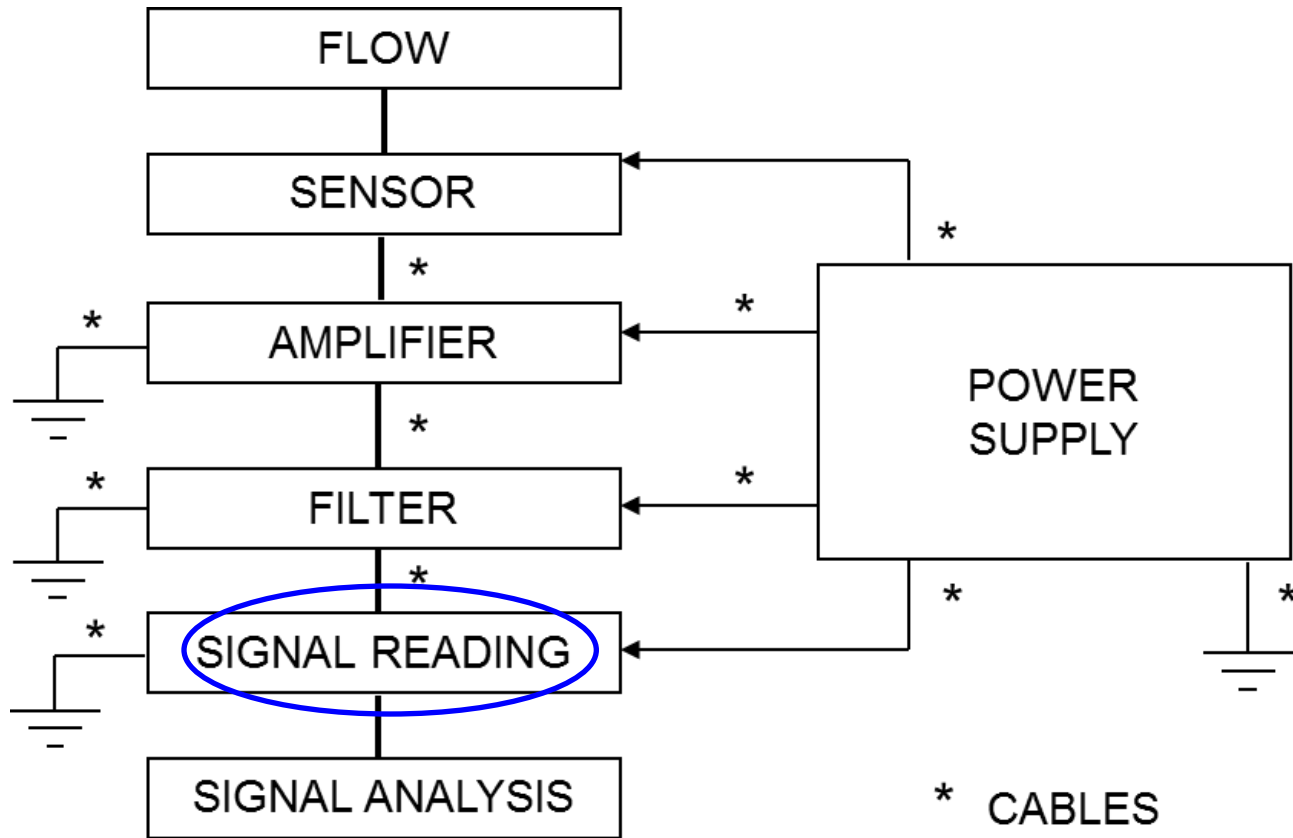 FLOW
SENSOR
*
*
*
*
AMPLIFIER
POWER
SUPPLY
*
*
*
FILTER
*
*
*
*
SIGNAL READING
SIGNAL ANALYSIS
* CABLES